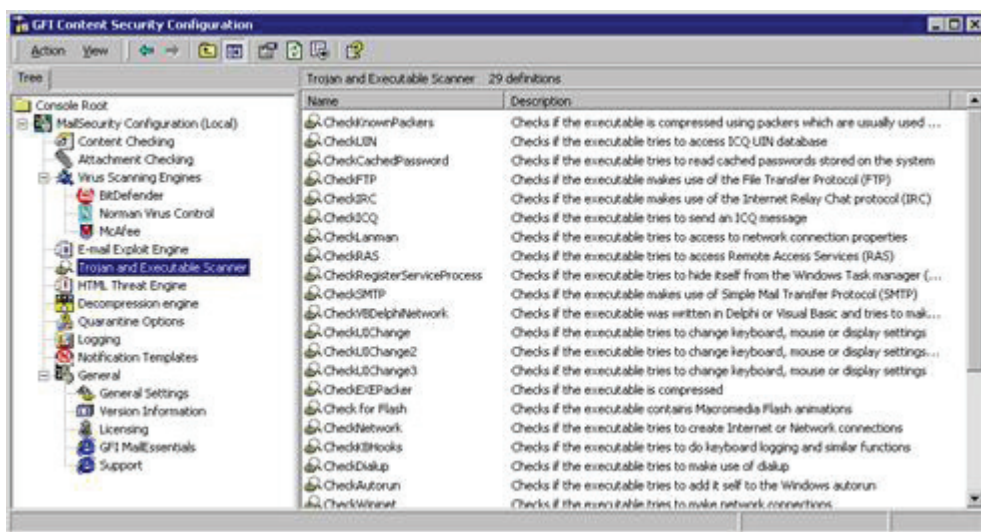 GFI Content Security Configuration
Action View
Tree
Trojan and Executable Scanner 29 definitions
Console Root
MailSecurity Configuration (Local)
Content Checking
Attachment Checking
Virus Scanning Engines
BitDefender
Norman Virus Control
McAfee
E-mail Exploit Engine
Trojan and Executable Scanner
HTML Threat Engine
Decompression engine
Quarantine Options
Logging
Notification Templates
General
General Settings
Version Information
Licensing
GFI MailEssentials
Support
Name Description
CheckKnownPackers Checks if the executable is compressed using packers which are usually used ...
CheckUIN Checks if the executable tries to access ICQ UIN database
CheckCachedPassword Checks if the executable tries to read cached passwords stored on the system
CheckFTP Checks if the executable makes use of the File Transfer Protocol (FTP)
CheckIRC Checks if the executable makes use of the Internet Relay Chat protocol (IRC)
CheckICQ Checks if the executable tries to send an ICQ message
CheckLanman Checks if the executable tries to access to network connection properties
CheckRAS Checks if the executable tries to access Remote Access Services (RAS)
CheckRegisterServiceProcess Checks if the executable tries to hide itself from the Windows Task manager (...
CheckSMTP Checks if the executable makes use of Simple Mail Transfer Protocol (SMTP)
CheckVBDelphiNetwork Checks if the executable was written in Delphi or Visual Basic and tries to mak...
CheckUIChange Checks if the executable tries to change keyboard, mouse or display settings
CheckUIChange2 Checks if the executable tries to change keyboard, mouse or display settings...
CheckUIChange3 Checks if the executable tries to change keyboard, mouse or display settings
CheckEXEPacker Checks if the executable is compressed
Check for Flash Checks if the executable contains Macromedia Flash animations
CheckNetwork Checks if the executable tries to create Internet or Network connections
CheckKBHooks Checks if the executable tries to do keyboard logging and similar functions
CheckDialup Checks if the executable tries to make use of dialup
CheckAutorun Checks if the executable tries to add it self to the Windows autorun
CheckWininet Checks if the executable tries to make network connections